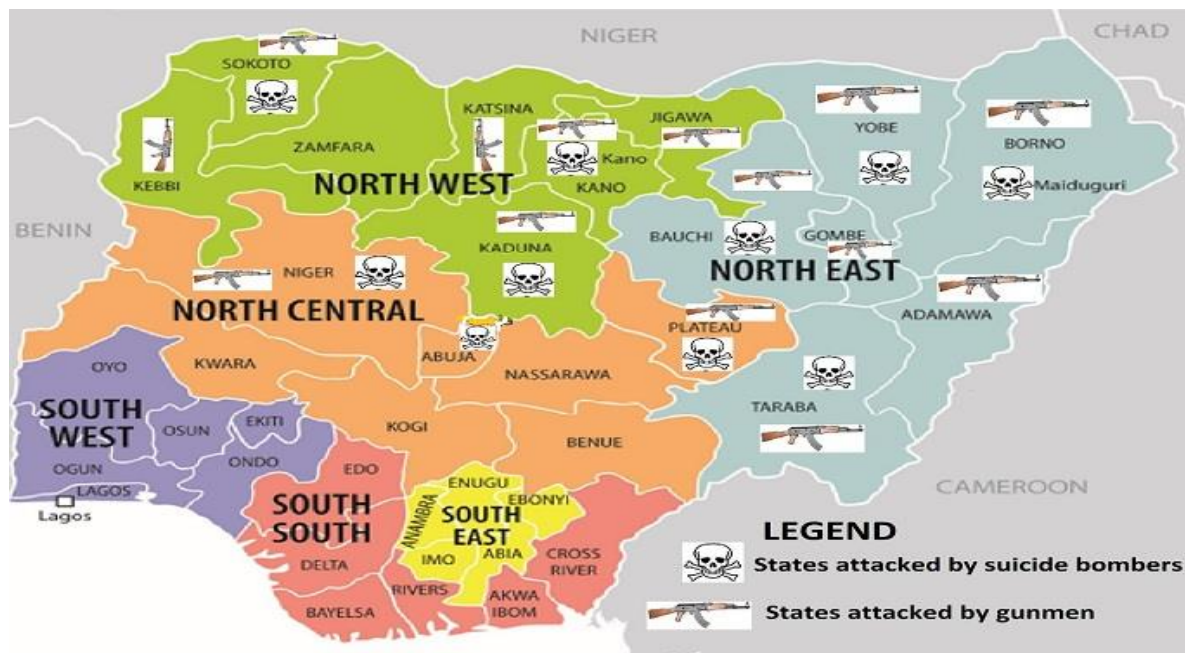 NIGER
CHAD
SOKOTO
KATSINA
JIGAWA
YOBE
BORNO
ZAMFARA
Kano
KEBBI
NORTH WEST
KANO
Maiduguri
BENIN
KADUNA
BAUCHI
GOMBE
NIGER
NORTH EAST
NORTH CENTRAL
PLATEAU
ADAMAWA
ABUJA
OYO
KWARA
NASSARAWA
TARABA
SOUTH
WEST
OSUN
EKITI
KOGI
BENUE
OGUN
ONDO
EDO
LAGOS
Lagos
ENUGU
EBONYI
ANAMBRA
SOUTH
SOUTH
SOUTH
EAST
CAMEROON
IMO
ABIA
CROSS
RIVER
DELTA
RIVERS
AKWA
IBOM
BAYELSA
LEGEND
States attacked by suicide bombers
States attacked by gunmen